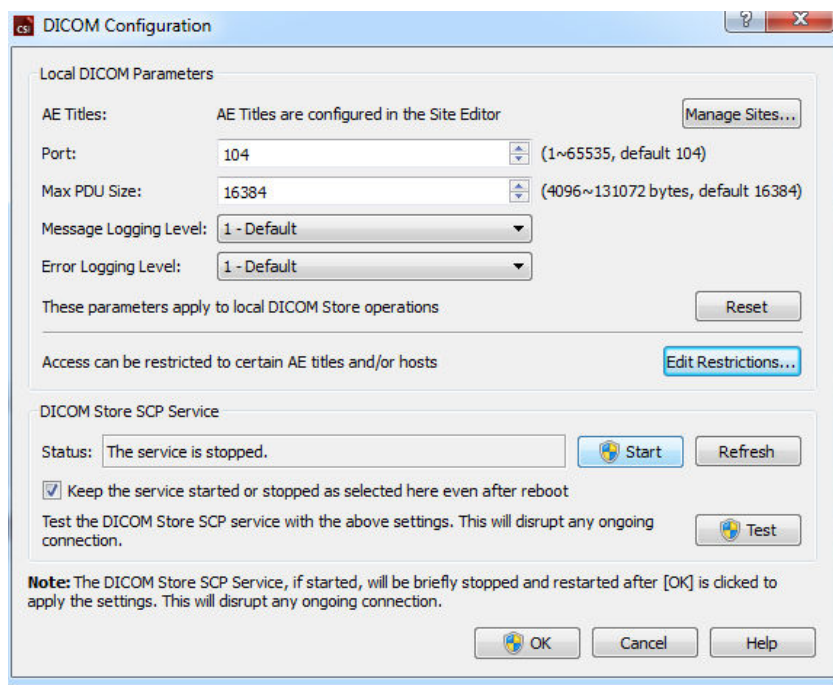 CSI DICOM Configuration
Local DICOM Parameters
AE Titles: AE Titles are configured in the Site Editor Manage Sites...
Port: 104 (1~65535, default 104)
Max PDU Size: 16384 (4096~131072 bytes, default 16384)
Message Logging Level: 1 - Default
Error Logging Level: 1 - Default
These parameters apply to local DICOM Store operations Reset
Access can be restricted to certain AE titles and/or hosts Edit Restrictions...
DICOM Store SCP Service
Status: The service is stopped. Start Refresh
Keep the service started or stopped as selected here even after reboot
Test the DICOM Store SCP service with the above settings. This will disrupt any ongoing
connection. Test
Note: The DICOM Store SCP Service, if started, will be briefly stopped and restarted after [OK] is clicked to
apply the settings. This will disrupt any ongoing connection.
OK Cancel Help